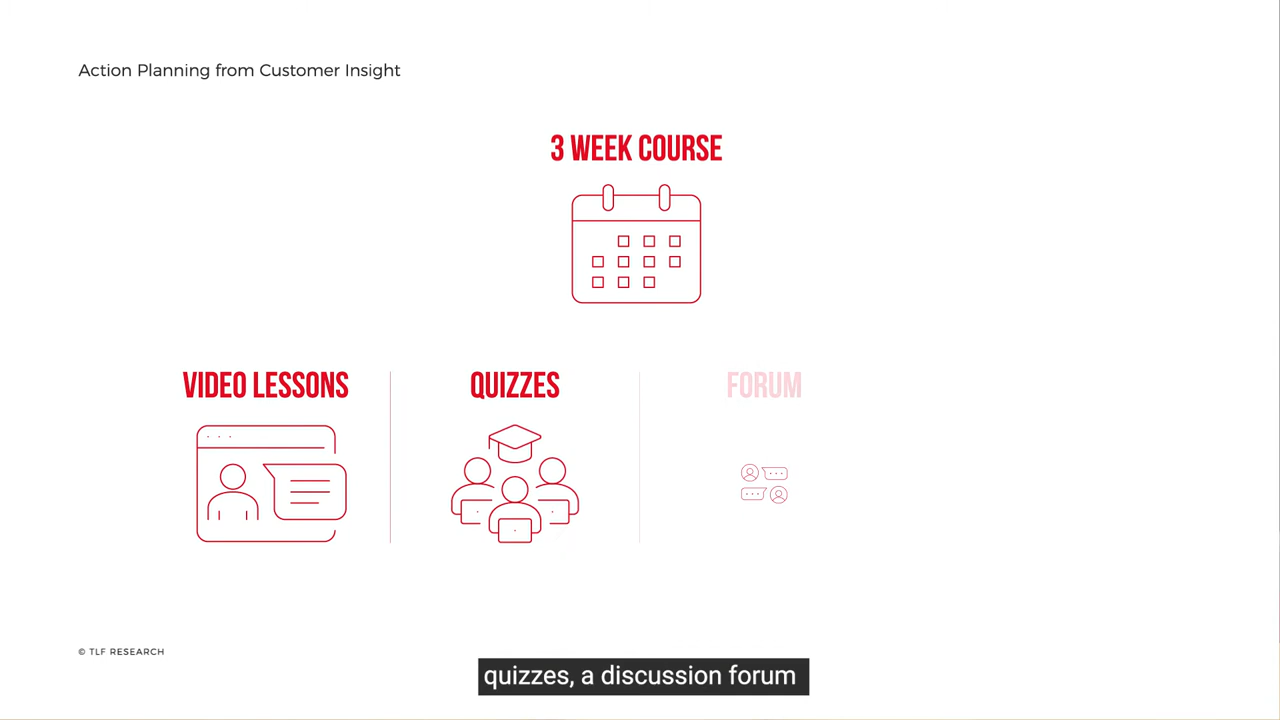 Action Planning from Customer Insight
3 WEEK COURSE
VIDEO LESSONS
QUIZZES
FORUM
© TLF RESEARCH
quizzes, a discussion forum